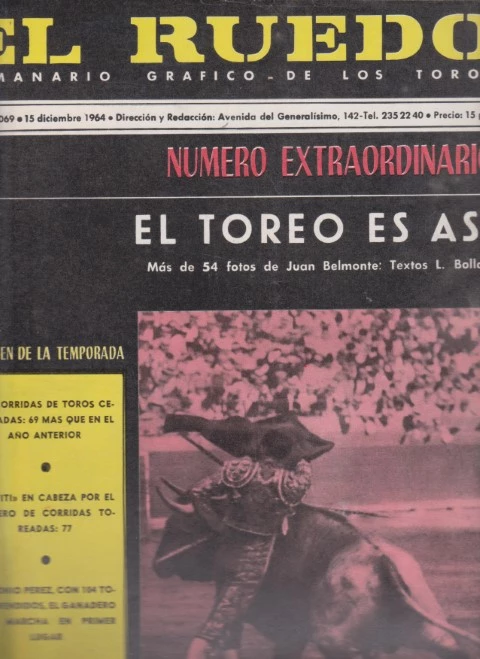 EL RUEDO
MANARIO GRAFICO - DE LOS TORO
069 • 15 diciembre 1964 • Dirección y Redacción: Avenida del Generalísimo, 142-Tel. 235 22 40 • Precio: 15 p
NUMERO EXTRAORDINARIO
EL TOREO ES AS
Más de 54 fotos de Juan Belmonte: Textos L. Bolla
EN DE LA TEMPORADA
ORRIDAS DE TOROS CE-
ADAS: 69 MAS QUE EN EL
AÑO ANTERIOR
•
ITI» EN CABEZA POR EL
ERO DE CORRIDAS TO-
READAS: 77
•
ONIO PEREZ, CON 104 TO-
ENDIDOS, EL GANADERO
MARCHA EN PRIMER
LUGAR